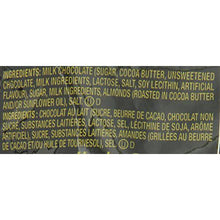 INGREDIENTS: MILK CHOCOLATE (SUGAR, COCOA BUTTER, UNSWEETENED
CHOCOLATE, MILK INGREDIENTS, LACTOSE, SALT, SOY LECITHIN, ARTIFICIAL
FLAVOUR), SUGAR, MILK INGREDIENTS, ALMONDS (ROASTED IN COCOA BUTTER
AND/OR SUNFLOWER OIL), SALT. D
INGRÉDIENTS: CHOCOLAT AU LAIT (SUCRE, BEURRE DE CACAO, CHOCOLAT NON
SUCRÉ, SUBSTANCES LAITIÈRES, LACTOSE, SEL, LÉCITHINE DE SOJA, ARÔME
ARTIFICIEL), SUCRE, SUBSTANCES LAITIÈRES, AMANDES (GRILLÉES AU BEURRE
DE CACAO ET/OU HUILE DE TOURNESOL), SEL. D